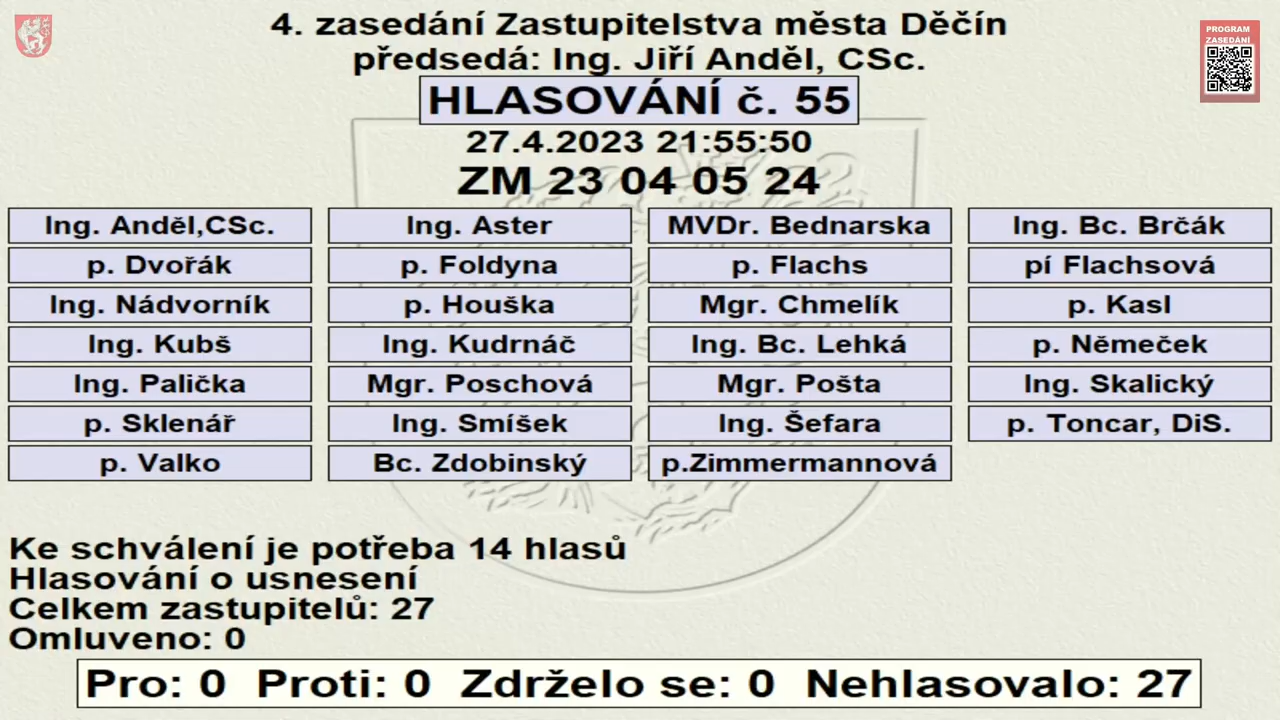 4. zasedání Zastupitelstva města Děčín
předsedá: Ing. Jiří Anděl, CSc.
PROGRAM
ZASEDÁNÍ
HLASOVÁNÍ č. 55
27.4.2023 21:55:50
ZM 23 04 05 24
Ing. Anděl,CSc. Ing. Aster MVDr. Bednarska Ing. Bc. Brčák
p. Dvořák p. Foldyna p. Flachs pí Flachsová
Ing. Nádvorník p. Houška Mgr. Chmelík p. Kasl
Ing. Kubš Ing. Kudrnáč Ing. Bc. Lehká p. Němeček
Ing. Palička Mgr. Poschová Mgr. Pošta Ing. Skalický
p. Sklenář Ing. Smíšek Ing. Šefara p. Toncar, DiS.
p. Valko Bc. Zdobinský p.Zimmermannová
Ke schválení je potřeba 14 hlasů
Hlasování o usnesení
Celkem zastupitelů: 27
Omluveno: 0
Pro: 0 Proti: 0 Zdrželo se: 0 Nehlasovalo: 27